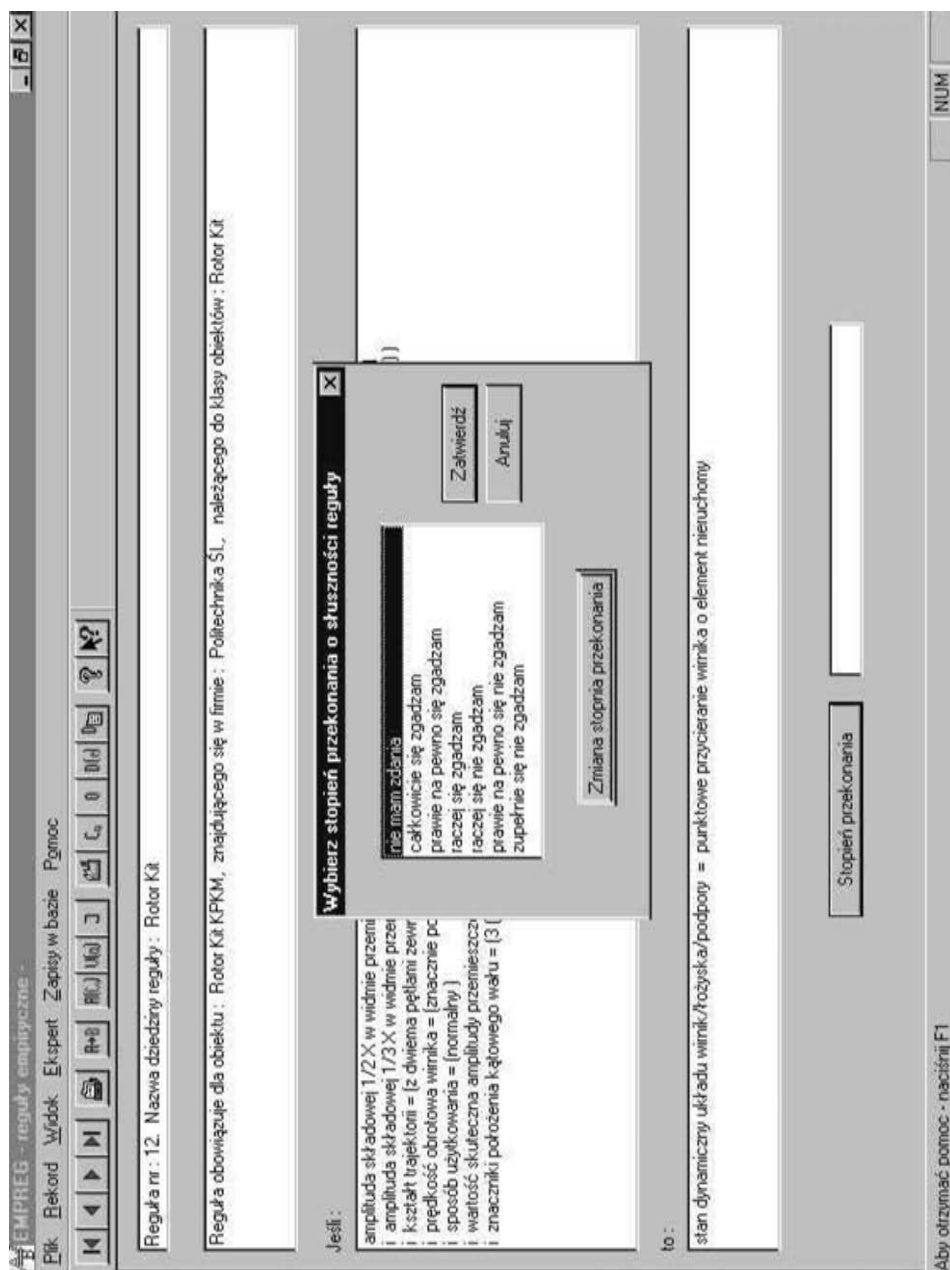 EMPREG - reguły empiryczne -
Plik Rekord Widok Ekspert Zapisy w bazie Pomoc
Reguła nr : 12. Nazwa dziedziny reguły : Rotor Kit
Reguła obowiązuje dla obiektu : Rotor Kit KPKM, znajdującego się w firmie : Politechnika Śl., należącego do klasy obiektów : Rotor Kit
Jeśli :
amplituda składowej 1/2 X w widmie przemi
i amplituda składowej 1/3 X w widmie przer
i kształt trajektorii = {z dwiema pętlami zewr
i prędkość obrotowa wirnika = {znacznie po
i sposób użytkowania = {normalny }
i wartość skuteczna amplitudy przemieszcz
i znaczniki położenia kątowego wału = {3 {
Wybierz stopień przekonania o słuszności reguły
nie mam zdania
całkowicie się zgadzam
prawie na pewno się zgadzam
raczej się zgadzam
raczej się nie zgadzam
prawie na pewno się nie zgadzam
zupełnie się nie zgadzam
Zatwierdź
Anuluj
Zmiana stopnia przekonania
to :
stan dynamiczny układu wirnik/łożyska/podpory = punktowe przycieranie wirnika o element nieruchomy
Stopień przekonania
Aby otrzymać pomoc - naciśnij F1
NUM